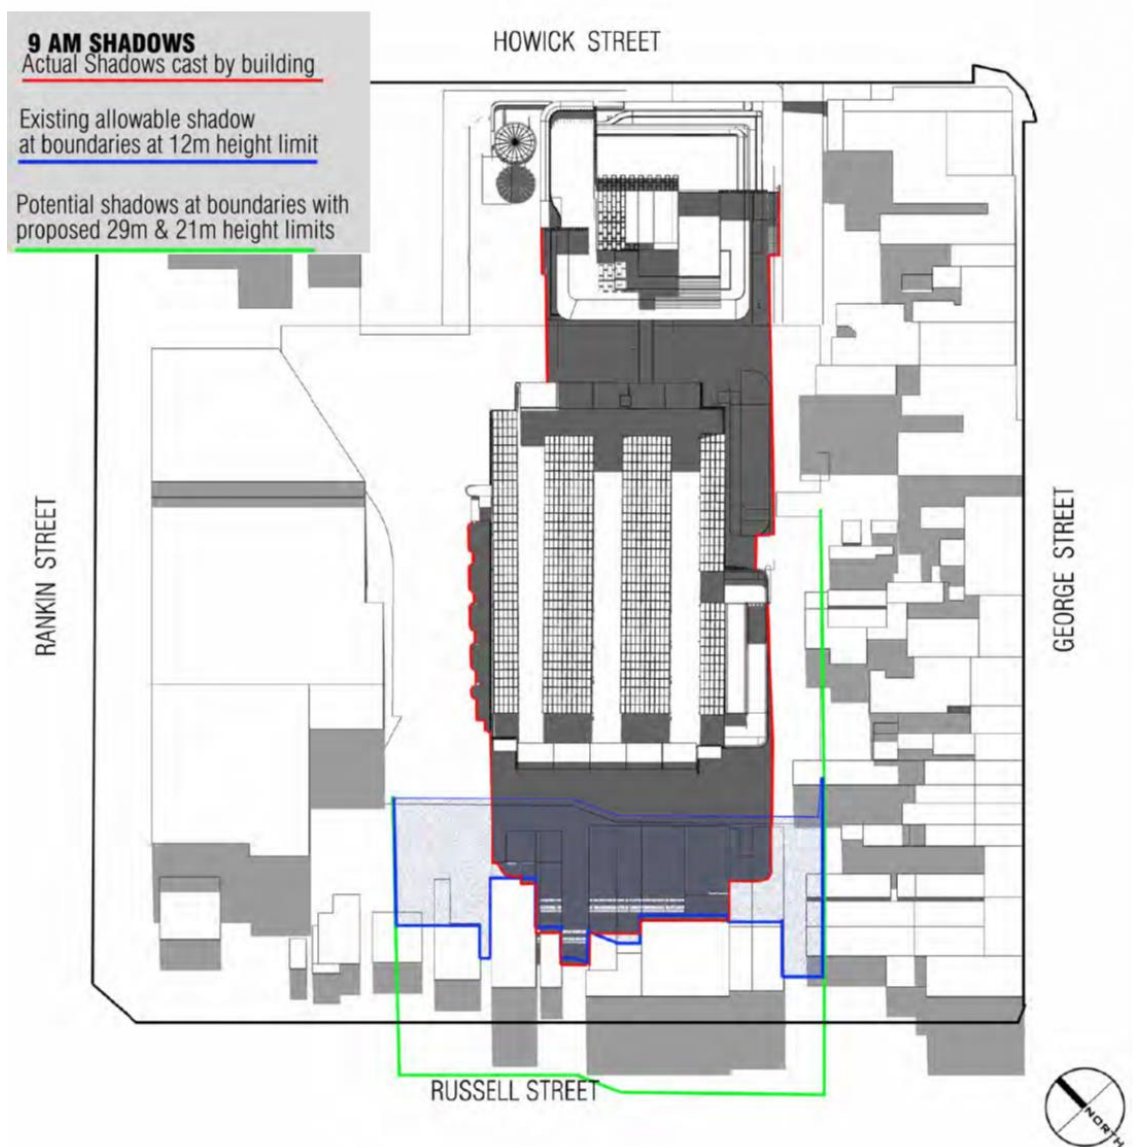 9 AM SHADOWS
Actual Shadows cast by building
Existing allowable shadow
at boundaries at 12m height limit
Potential shadows at boundaries with
proposed 29m & 21m height limits
HOWICK STREET
RANKIN STREET
GEORGE STREET
RUSSELL STREET
NORTH